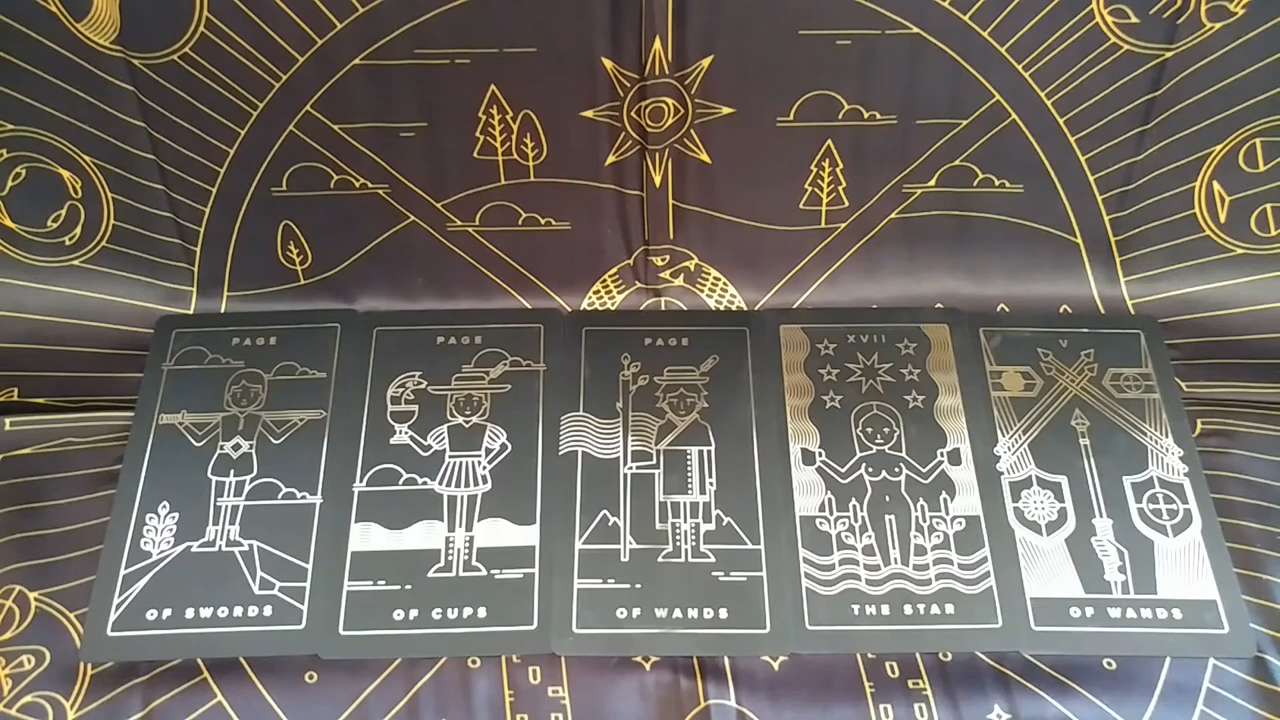 PAGE
OF SWORDS
PAGE
OF CUPS
PAGE
OF WANDS
XVII
THE STAR
V
OF WANDS